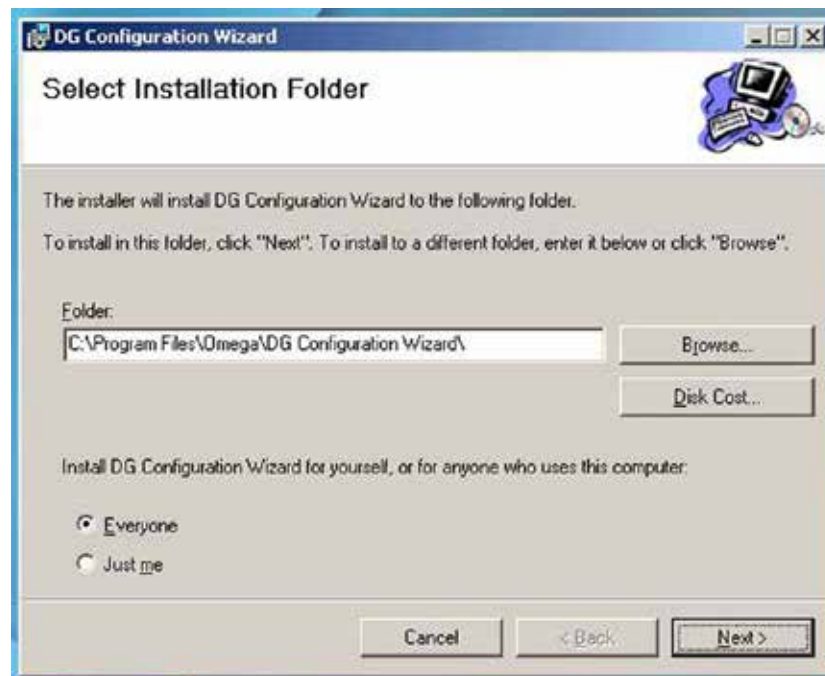 DG Configuration Wizard
Select Installation Folder
The installer will install DG Configuration Wizard to the following folder.
To install in this folder, click "Next". To install to a different folder, enter it below or click "Browse".
Folder:
C:\Program Files\Omega\DG Configuration Wizard\
Browse...
Disk Cost...
Install DG Configuration Wizard for yourself, or for anyone who uses this computer:
Everyone
Just me
Cancel < Back Next >